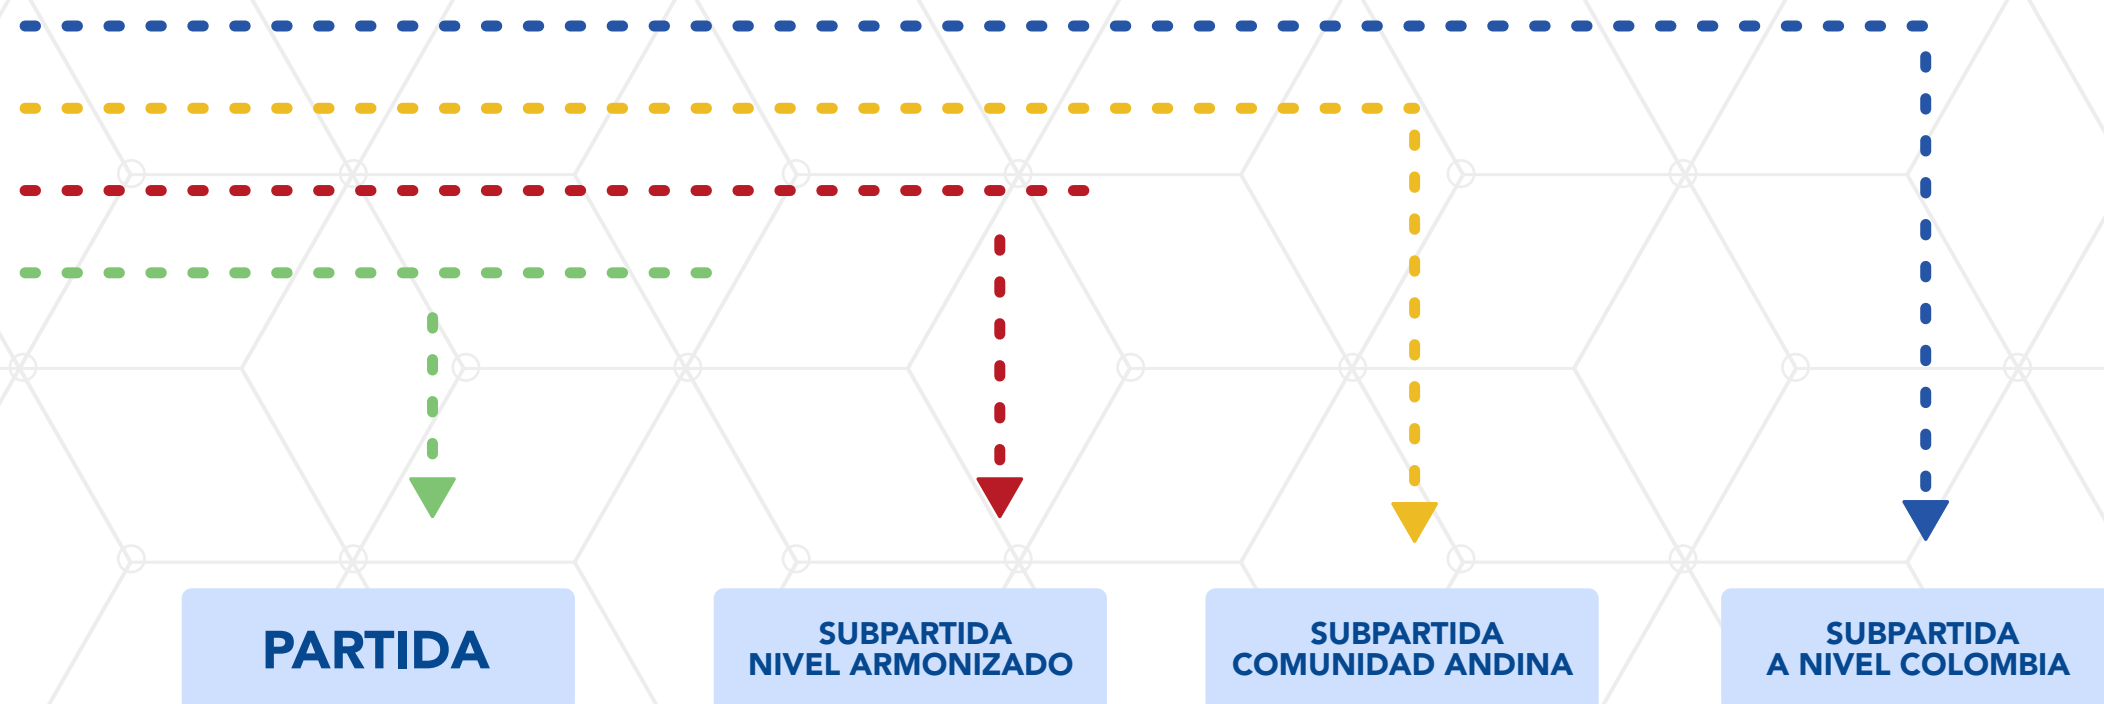 PARTIDA
SUBPARTIDA
NIVEL ARMONIZADO
SUBPARTIDA
COMUNIDAD ANDINA
SUBPARTIDA
A NIVEL COLOMBIA